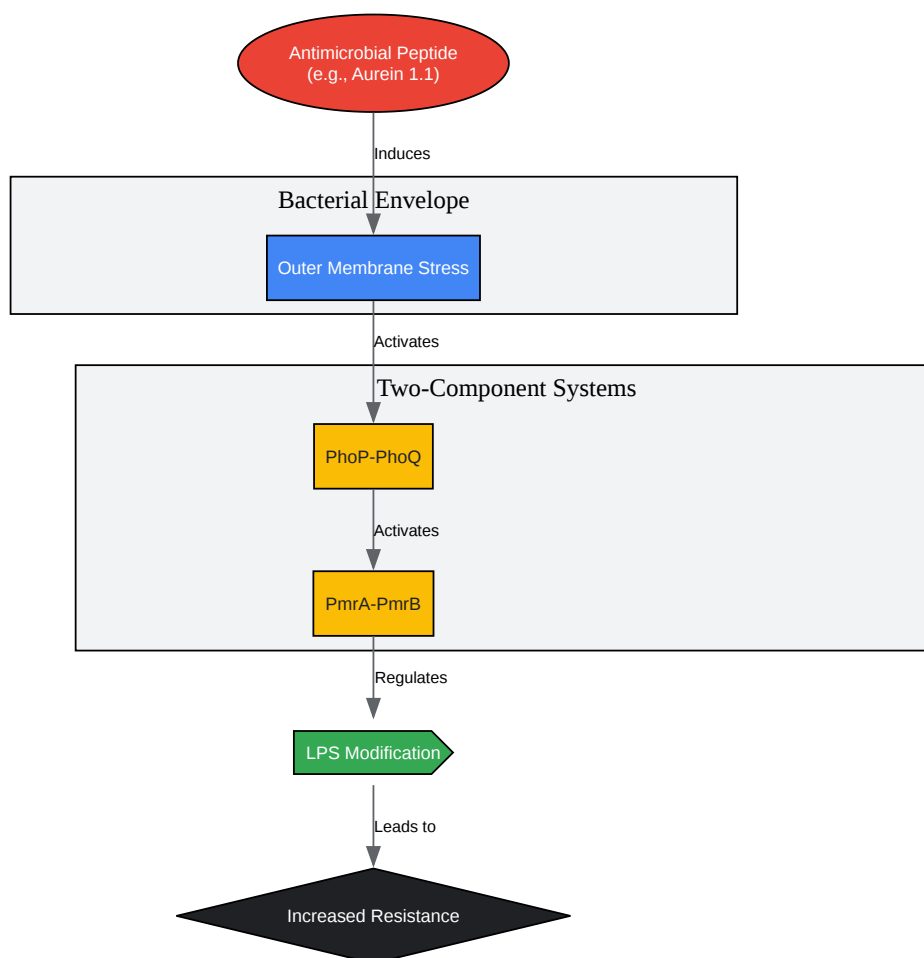 Antimicrobial Peptide
(e.g., Aurein 1.1)
Induces
Bacterial Envelope
Outer Membrane Stress
Activates
Two-Component Systems
PhoP-PhoQ
Activates
PmrA-PmrB
Regulates
LPS Modification
Leads to
Increased Resistance